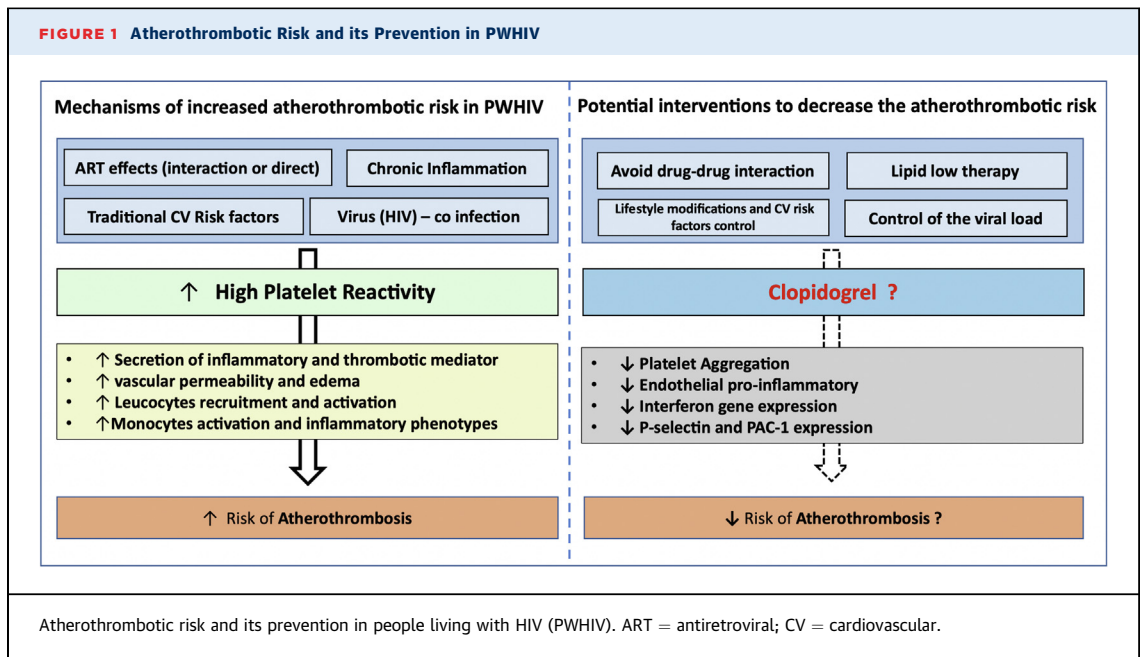 FIGURE 1 Atherothrombotic Risk and its Prevention in PWHIV
Mechanisms of increased atherothrombotic risk in PWHIV
ART effects (interaction or direct)
Chronic Inflammation
Traditional CV Risk factors
Virus (HIV) – co infection
↑ High Platelet Reactivity
• ↑ Secretion of inflammatory and thrombotic mediator
• ↑ vascular permeability and edema
• ↑ Leucocytes recruitment and activation
• ↑Monocytes activation and inflammatory phenotypes
↑ Risk of Atherothrombosis
Potential interventions to decrease the atherothrombotic risk
Avoid drug-drug interaction
Lipid low therapy
Lifestyle modifications and CV risk
factors control
Control of the viral load
Clopidogrel ?
• ↓ Platelet Aggregation
• ↓ Endothelial pro-inflammatory
• ↓ Interferon gene expression
• ↓ P-selectin and PAC-1 expression
↓ Risk of Atherothrombosis ?
Atherothrombotic risk and its prevention in people living with HIV (PWHIV). ART = antiretroviral; CV = cardiovascular.